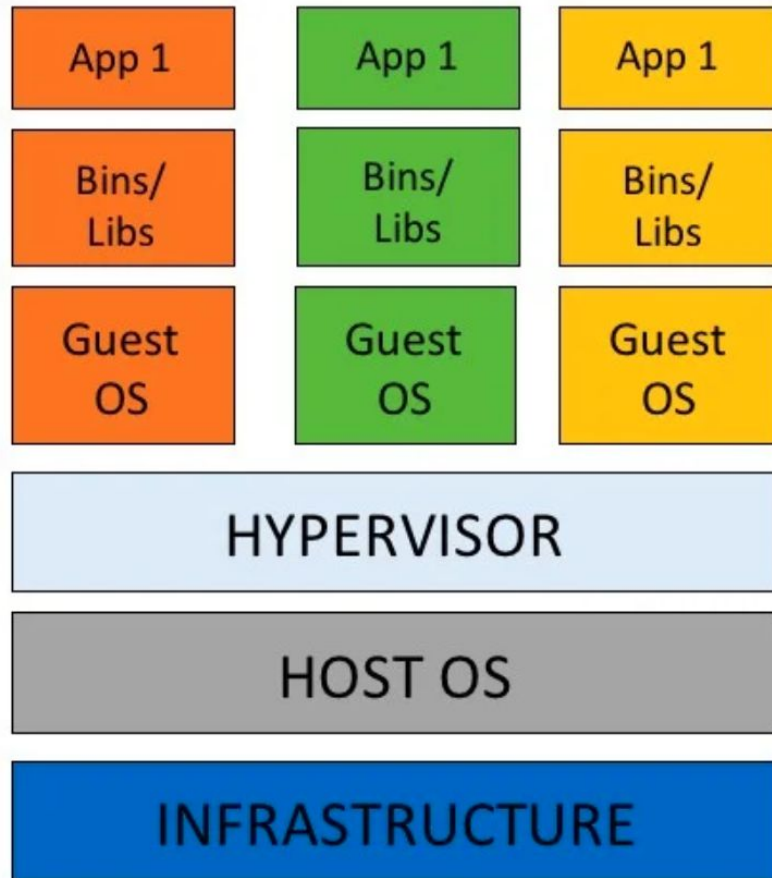 App 1
App 1
App 1
Bins/
Libs
Bins/
Libs
Bins/
Libs
Guest
OS
Guest
OS
Guest
OS
HYPERVISOR
HOST OS
INFRASTRUCTURE